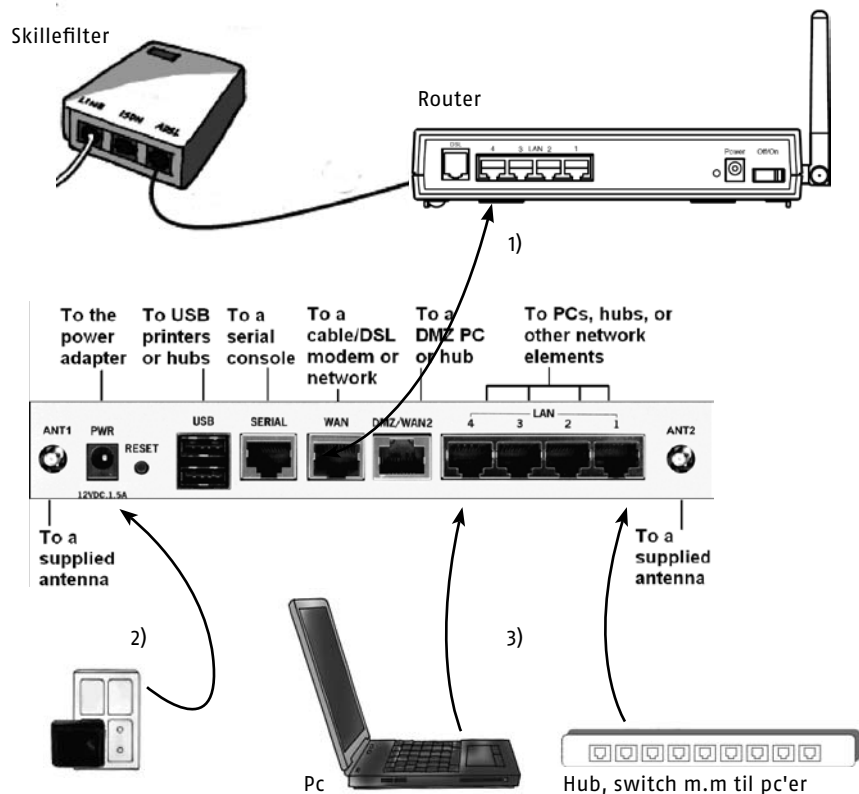 Skillefilter
LINE
ISDN
ADSL
Router
DSL
4 3 LAN 2 1
Power
Off/On
1)
To the
power
adapter
To USB
printers
or hubs
To a
serial
console
To a
cable/DSL
modem or
network
To a
DMZ PC
or hub
To PCs, hubs, or
other network
elements
ANT1
PWR
RESET
12VDC.1.5A
USB
SERIAL
WAN
DMZ/WAN2
LAN
4 3 2 1
ANT2
To a
supplied
antenna
To a
supplied
antenna
2)
3)
Pc
Hub, switch m.m til pc'er